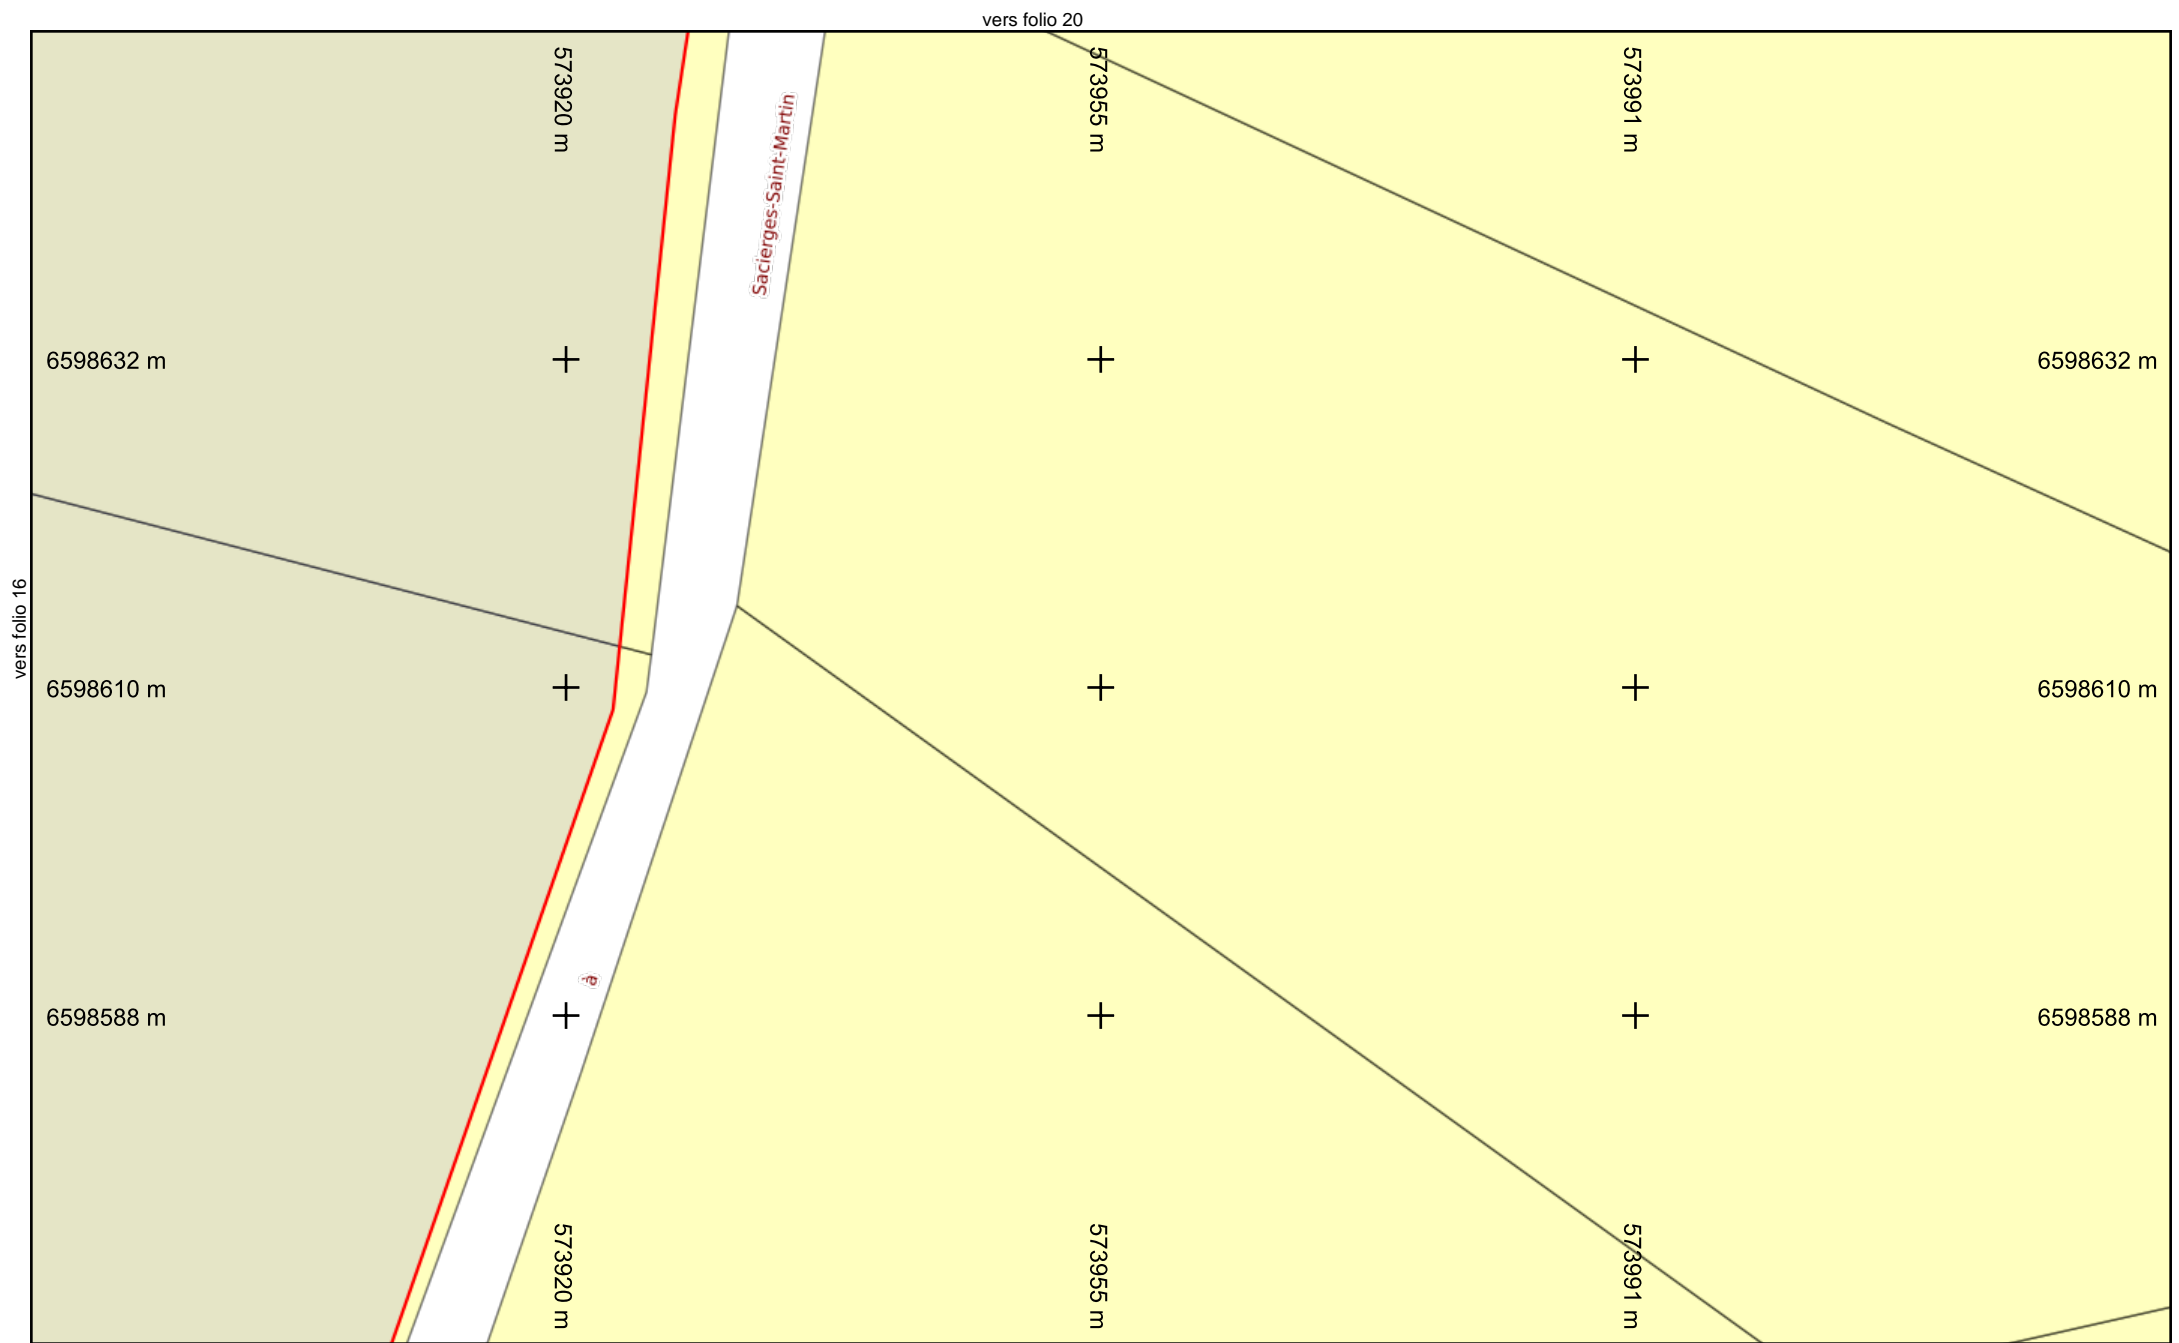 vers folio 20
573920 m
573955 m
573991 m
Sacierges-Saint-Martin
6598632 m
6598632 m
vers folio 16
6598610 m
6598610 m
à
6598588 m
6598588 m
573920 m
573955 m
573991 m